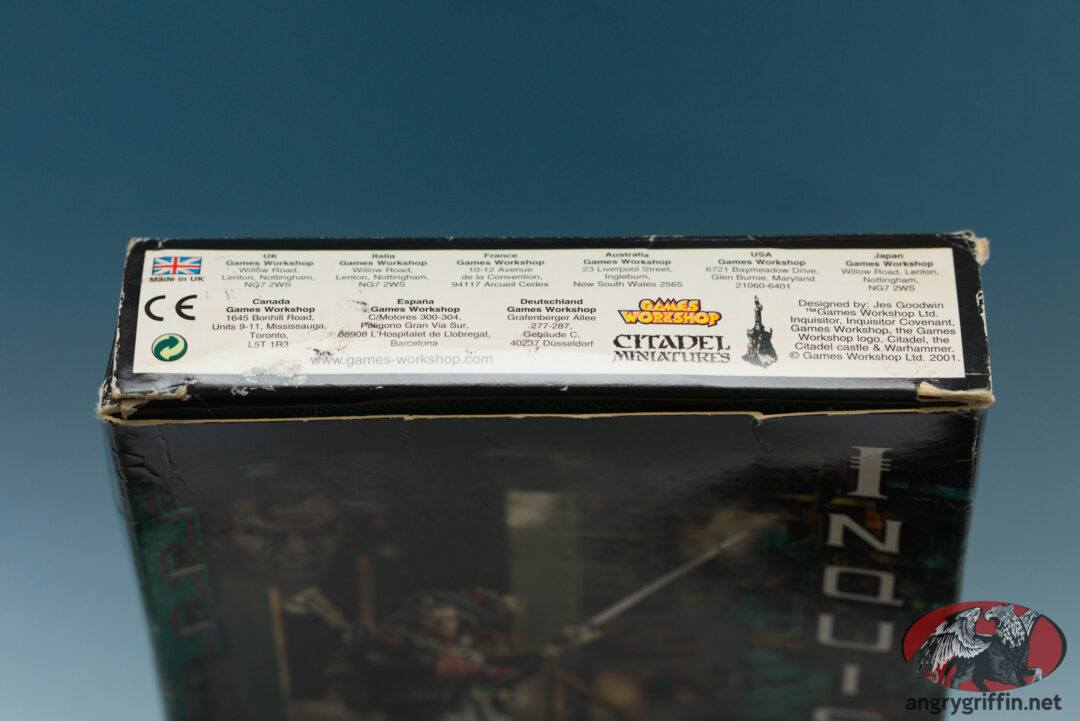 Made in UK
UK
Games Workshop
Willow Road,
Lenton, Nottingham,
NG7 2WS
Italia
Games Workshop
Willow Road,
Lenton, Nottingham,
NG7 2WS
France
Games Workshop
10-12 Avenue
de la Convention,
94117 Arcueil Cedex
Australia
Games Workshop
23 Liverpool Street,
Ingleburn,
New South Wales 2565
USA
Games Workshop
6721 Baymeadow Drive,
Glen Burnie, Maryland
21060-6401
Japan
Games Workshop
Willow Road, Lenton,
Nottingham,
NG7 2WS
CE
Canada
Games Workshop
1645 Bonhill Road,
Units 9-11, Mississauga,
Toronto,
L5T 1R3
España
Games Workshop
C/Motores 300-304,
Poligono Gran Via Sur,
08908 L'Hospitalet de Llobregat,
Barcelona
Deutschland
Games Workshop
Grafenberger Allee
277-287,
Gebäude C,
40237 Düsseldorf
www.games-workshop.com
GAMES
WORKSHOP
CITADEL
MINIATURES
Designed by: Jes Goodwin
™Games Workshop Ltd.
Inquisitor, Inquisitor Covenant,
Games Workshop, the Games
Workshop logo, Citadel, the
Citadel castle & Warhammer.
© Games Workshop Ltd. 2001.
INQUI
angrygriffin.net